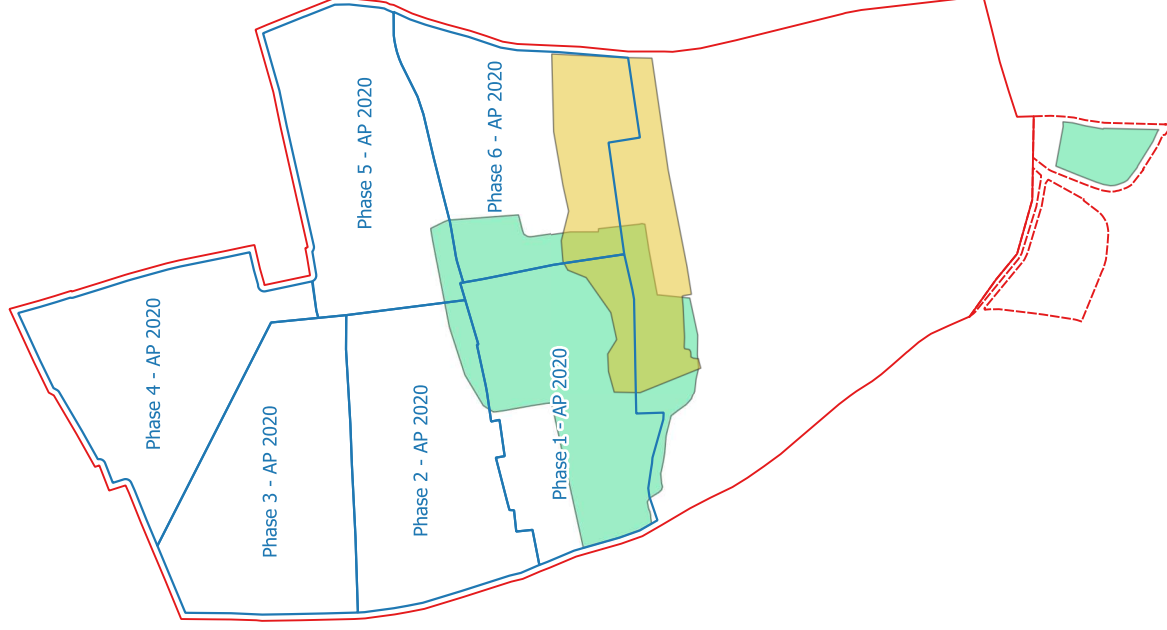 Phase 5 - AP 2020
Phase 6 - AP 2020
Phase 4 - AP 2020
Phase 3 - AP 2020
Phase 2 - AP 2020
Phase 1 - AP 2020